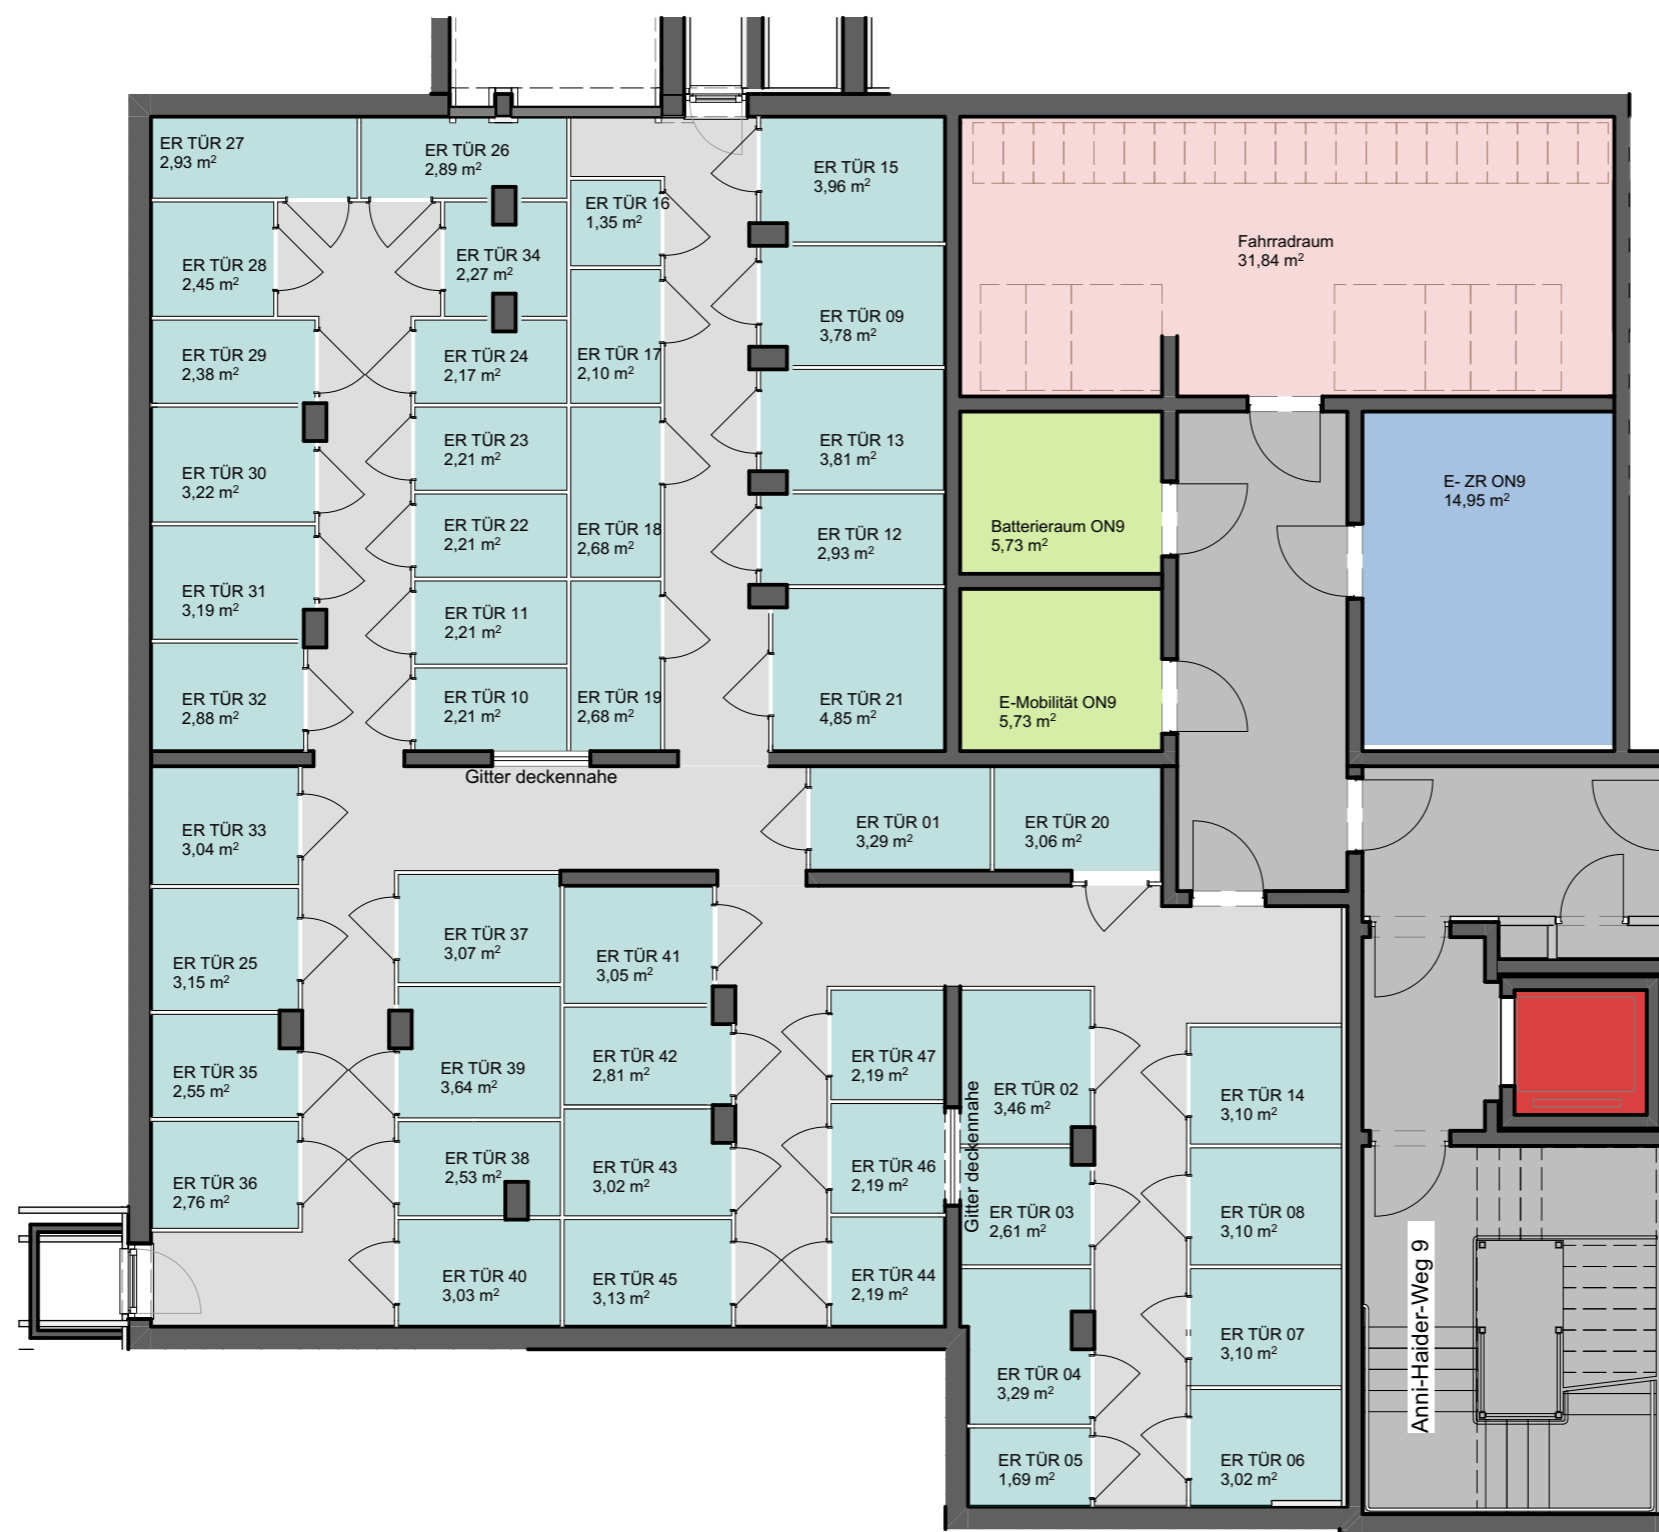 ER TÜR 27
2,93 m²
ER TÜR 26
2,89 m²
ER TÜR 15
3,96 m²
ER TÜR 16
1,35 m²
ER TÜR 28
2,45 m²
ER TÜR 34
2,27 m²
Fahrradraum
31,84 m²
ER TÜR 09
3,78 m²
ER TÜR 29
2,38 m²
ER TÜR 24
2,17 m²
ER TÜR 17
2,10 m²
ER TÜR 30
3,22 m²
ER TÜR 23
2,21 m²
ER TÜR 13
3,81 m²
E- ZR ON9
14,95 m²
ER TÜR 22
2,21 m²
ER TÜR 18
2,68 m²
ER TÜR 12
2,93 m²
Batterieraum ON9
5,73 m²
ER TÜR 31
3,19 m²
ER TÜR 11
2,21 m²
ER TÜR 32
2,88 m²
ER TÜR 10
2,21 m²
ER TÜR 19
2,68 m²
ER TÜR 21
4,85 m²
E-Mobilität ON9
5,73 m²
Gitter deckennahe
ER TÜR 33
3,04 m²
ER TÜR 01
3,29 m²
ER TÜR 20
3,06 m²
ER TÜR 37
3,07 m²
ER TÜR 41
3,05 m²
ER TÜR 25
3,15 m²
ER TÜR 35
2,55 m²
ER TÜR 39
3,64 m²
ER TÜR 42
2,81 m²
ER TÜR 47
2,19 m²
Gitter deckennahe
ER TÜR 02
3,46 m²
ER TÜR 14
3,10 m²
ER TÜR 36
2,76 m²
ER TÜR 38
2,53 m²
ER TÜR 43
3,02 m²
ER TÜR 46
2,19 m²
ER TÜR 03
2,61 m²
ER TÜR 08
3,10 m²
ER TÜR 40
3,03 m²
ER TÜR 45
3,13 m²
ER TÜR 44
2,19 m²
ER TÜR 04
3,29 m²
ER TÜR 07
3,10 m²
Anni-Haider-Weg 9
ER TÜR 05
1,69 m²
ER TÜR 06
3,02 m²